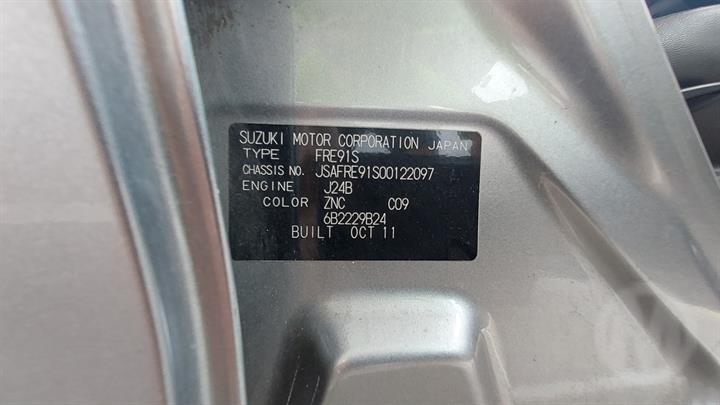 SUZUKI MOTOR CORPORATION JAPAN
TYPE FRE91S
CHASSIS NO. JSAFRE91S00122097
ENGINE J24B
COLOR ZNC C09
6B2229B24
BUILT OCT 11